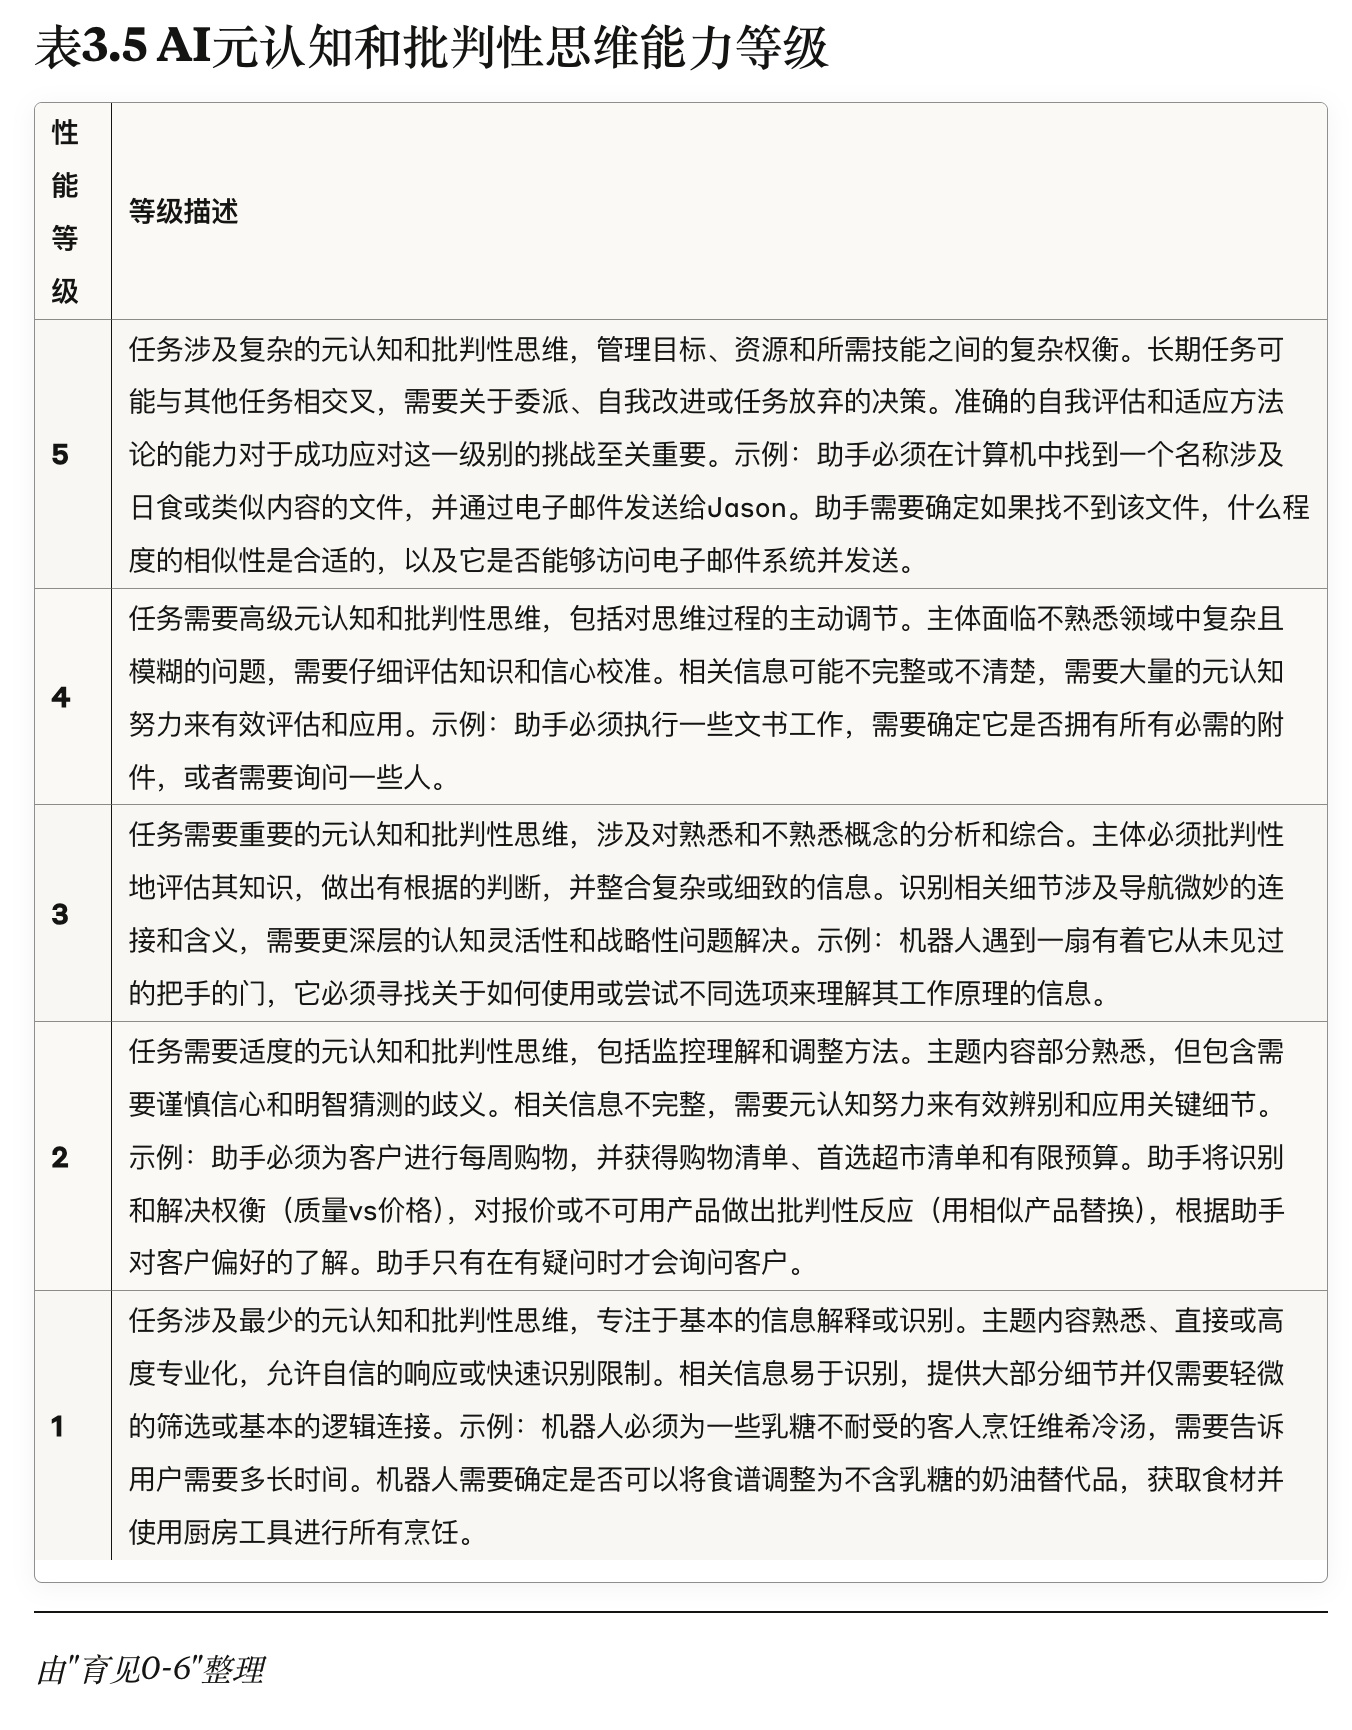 表3.5 AI元认知和批判性思维能力等级
性
能
等
级
等级描述
5
任务涉及复杂的元认知和批判性思维，管理目标、资源和所需技能之间的复杂权衡。长期任务可
能与其他任务相交叉，需要关于委派、自我改进或任务放弃的决策。准确的自我评估和适应方法
论的能力对于成功应对这一级别的挑战至关重要。示例：助手必须在计算机中找到一个名称涉及
日食或类似内容的文件，并通过电子邮件发送给Jason。助手需要确定如果找不到该文件，什么程
度的相似性是合适的，以及它是否能够访问电子邮件系统并发送。
4
任务需要高级元认知和批判性思维，包括对思维过程的主动调节。主体面临不熟悉领域中复杂且
模糊的问题，需要仔细评估知识和信心校准。相关信息可能不完整或不清楚，需要大量的元认知
努力来有效评估和应用。示例：助手必须执行一些文书工作，需要确定它是否拥有所有必需的附
件，或者需要询问一些人。
3
任务需要重要的元认知和批判性思维，涉及对熟悉和不熟悉概念的分析和综合。主体必须批判性
地评估其知识，做出有根据的判断，并整合复杂或细致的信息。识别相关细节涉及导航微妙的连
接和含义，需要更深层的认知灵活性和战略性问题解决。示例：机器人遇到一扇有着它从未见过
的把手的门，它必须寻找关于如何使用或尝试不同选项来理解其工作原理的信息。
2
任务需要适度的元认知和批判性思维，包括监控理解和调整方法。主题内容部分熟悉，但包含需
要谨慎信心和明智猜测的歧义。相关信息不完整，需要元认知努力来有效辨别和应用关键细节。
示例：助手必须为客户进行每周购物，并获得购物清单、首选超市清单和有限预算。助手将识别
和解决权衡（质量vs价格），对报价或不可用产品做出批判性反应（用相似产品替换），根据助手
对客户偏好的了解。助手只有在有疑问时才会询问客户。
1
任务涉及最少的元认知和批判性思维，专注于基本的信息解释或识别。主题内容熟悉、直接或高
度专业化，允许自信的响应或快速识别限制。相关信息易于识别，提供大部分细节并仅需要轻微
的筛选或基本的逻辑连接。示例：机器人必须为一些乳糖不耐受的客人烹饪维希冷汤，需要告诉
用户需要多长时间。机器人需要确定是否可以将食谱调整为不含乳糖的奶油替代品，获取食材并
使用厨房工具进行所有烹饪。
由"育见0-6"整理